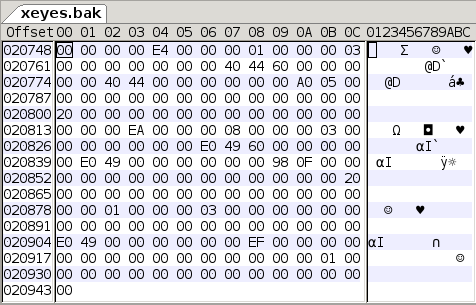 xeyes.bak
Offset 00 01 02 03 04 05 06 07 08 09 0A 0B 0C 0123456789ABC
020748 00 00 00 00 E4 00 00 00 01 00 00 00 03 Σ ☺ ♥
020761 00 00 00 00 00 00 00 40 44 60 00 00 00 @D`
020774 00 00 40 44 00 00 00 00 00 00 A0 05 00 @D á♣
020787 00 00 00 00 00 00 00 00 00 00 00 00 00
020800 20 00 00 00 00 00 00 00 00 00 00 00 00
020813 00 00 00 EA 00 00 00 08 00 00 00 03 00 Ω ◘ ♥
020826 00 00 00 00 00 00 E0 49 60 00 00 00 00 αI`
020839 00 E0 49 00 00 00 00 00 00 98 0F 00 00 αI ÿ☼
020852 00 00 00 00 00 00 00 00 00 00 00 00 20
020865 00 00 00 00 00 00 00 00 00 00 00 00 00
020878 00 00 01 00 00 00 03 00 00 00 00 00 00 ☺ ♥
020891 00 00 00 00 00 00 00 00 00 00 00 00 00
020904 E0 49 00 00 00 00 00 00 EF 00 00 00 00 αI ∩
020917 00 00 00 00 00 00 00 00 00 00 00 01 00 ☺
020930 00 00 00 00 00 00 00 00 00 00 00 00 00
020943 00